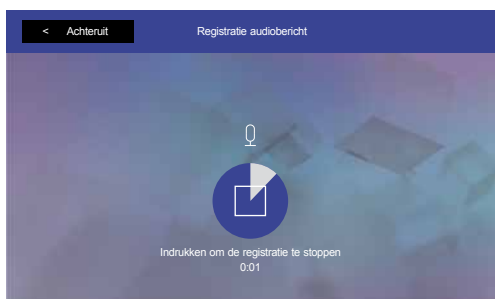 < Achteruit
Registratie audiobericht
Indrukken om de registratie te stoppen
0:01